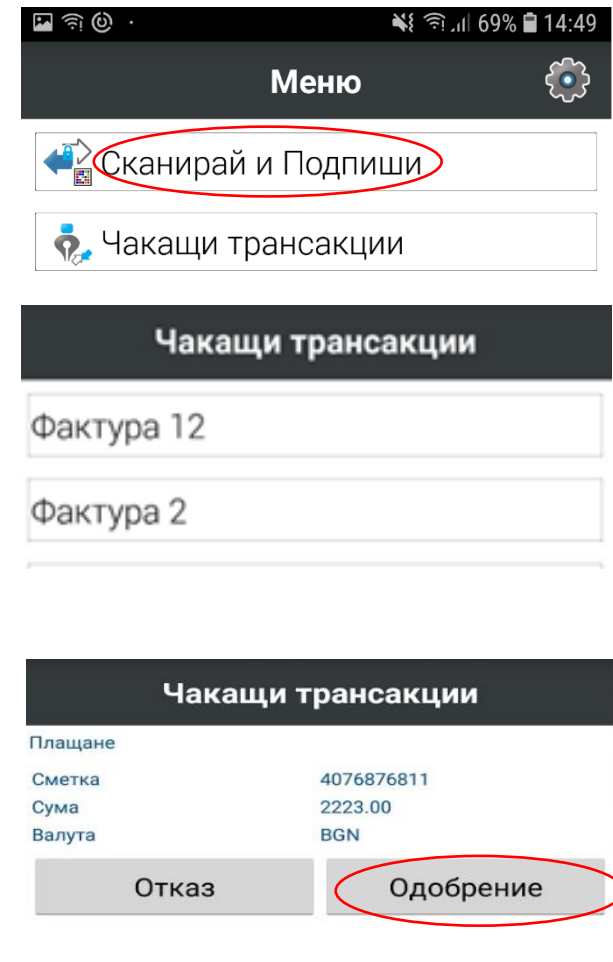 69% 14:49
Меню
Сканирай и Подпиши
Чакащи трансакции
Чакащи трансакции
Фактура 12
Фактура 2
Чакащи трансакции
Плащане
Сметка 4076876811
Сума 2223.00
Валута BGN
Отказ Одобрение